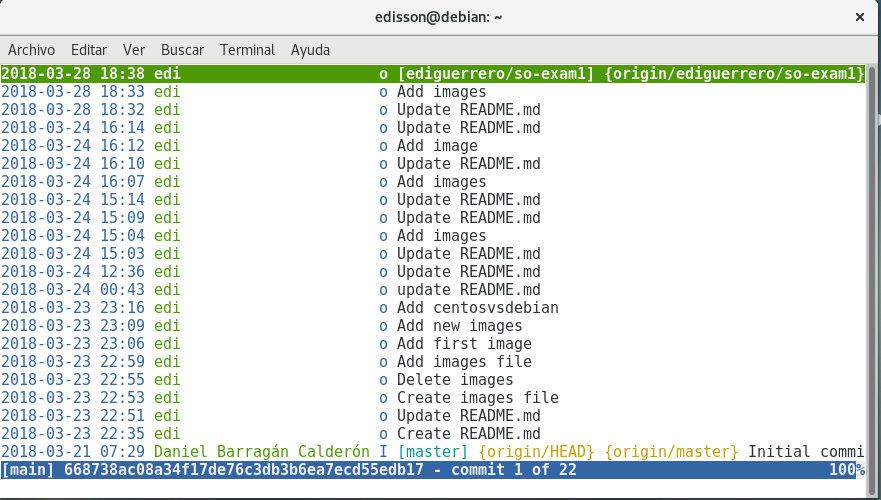 edisson@debian: ~ ×
Archivo Editar Ver Buscar Terminal Ayuda
2018-03-28 18:38 edi o [ediguerrero/so-exam1] {origin/ediguerrero/so-exam1}
2018-03-28 18:33 edi o Add images
2018-03-28 18:32 edi o Update README.md
2018-03-24 16:14 edi o Update README.md
2018-03-24 16:12 edi o Add image
2018-03-24 16:10 edi o Update README.md
2018-03-24 16:07 edi o Add images
2018-03-24 15:14 edi o Update README.md
2018-03-24 15:09 edi o Update README.md
2018-03-24 15:04 edi o Add images
2018-03-24 15:03 edi o Update README.md
2018-03-24 12:36 edi o Update README.md
2018-03-24 00:43 edi o update README.md
2018-03-23 23:16 edi o Add centosvsdebian
2018-03-23 23:09 edi o Add new images
2018-03-23 23:06 edi o Add first image
2018-03-23 22:59 edi o Add images file
2018-03-23 22:55 edi o Delete images
2018-03-23 22:53 edi o Create images file
2018-03-23 22:51 edi o Update README.md
2018-03-23 22:35 edi o Create README.md
2018-03-21 07:29 Daniel Barragán Calderón I [master] {origin/HEAD} {origin/master} Initial commi
[main] 668738ac08a34f17de76c3db3b6ea7ecd55edb17 - commit 1 of 22 100%